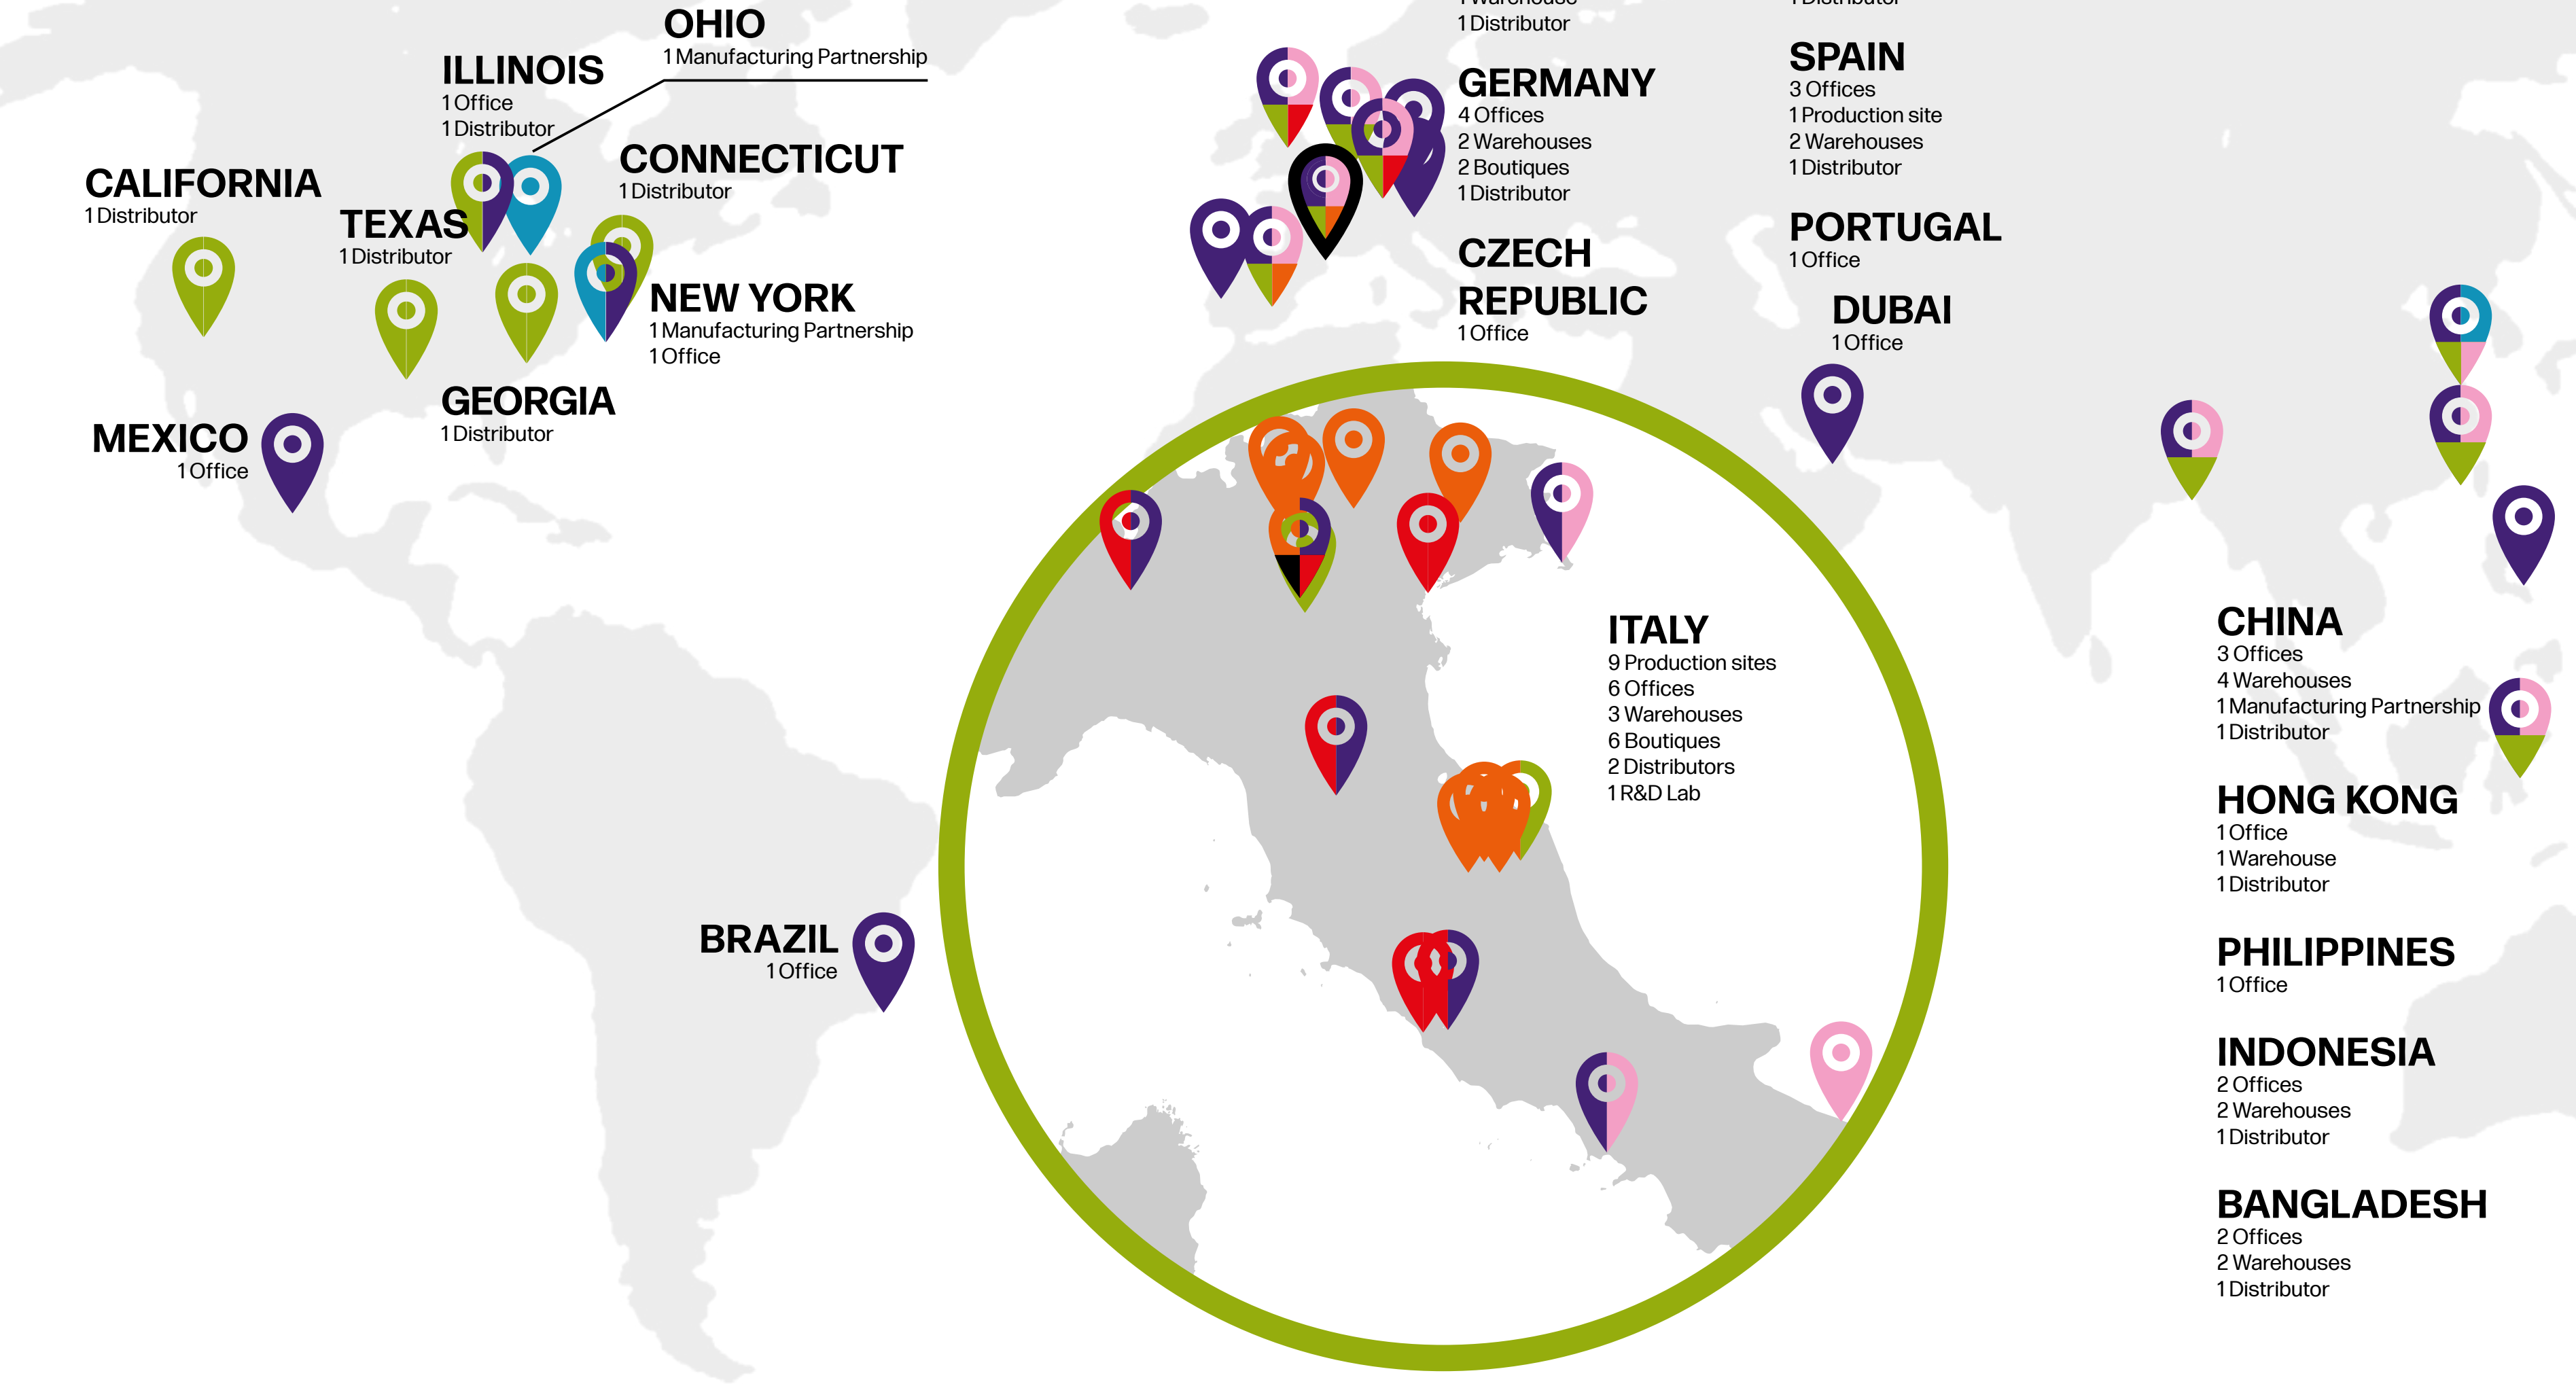 OHIO
1 Manufacturing Partnership
ILLINOIS
1 Office
1 Distributor
CONNECTICUT
1 Distributor
CALIFORNIA
1 Distributor
TEXAS
1 Distributor
NEW YORK
1 Manufacturing Partnership
1 Office
GEORGIA
1 Distributor
MEXICO
1 Office
BRAZIL
1 Office
1 Warehouse
1 Distributor
GERMANY
4 Offices
2 Warehouses
2 Boutiques
1 Distributor
CZECH
REPUBLIC
1 Office
1 Distributor
SPAIN
3 Offices
1 Production site
2 Warehouses
1 Distributor
PORTUGAL
1 Office
DUBAI
1 Office
ITALY
9 Production sites
6 Offices
3 Warehouses
6 Boutiques
2 Distributors
1 R&D Lab
CHINA
3 Offices
4 Warehouses
1 Manufacturing Partnership
1 Distributor
HONG KONG
1 Office
1 Warehouse
1 Distributor
PHILIPPINES
1 Office
INDONESIA
2 Offices
2 Warehouses
1 Distributor
BANGLADESH
2 Offices
2 Warehouses
1 Distributor